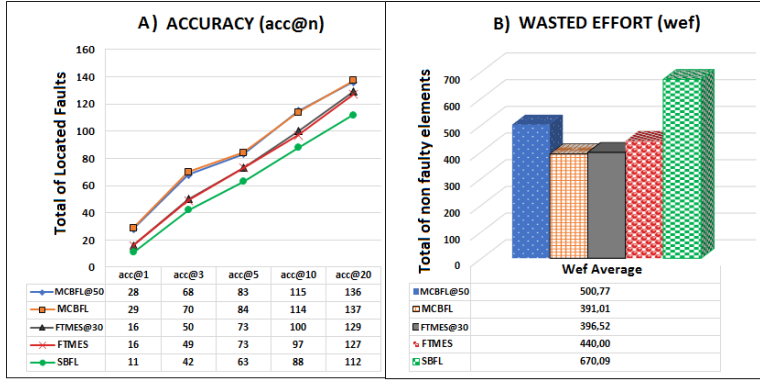 A) ACCURACY (acc@n)
Total of Located Faults
160
140
120
100
80
60
40
20
0
acc@1 acc@3 acc@5 acc@10 acc@20
MCBFL@50 28 68 83 115 136
MCBFL 29 70 84 114 137
FTMES@30 16 50 73 100 129
FTMES 16 49 73 97 127
SBFL 11 42 63 88 112
B) WASTED EFFORT (wef)
Total of non faulty elements
700
600
500
400
300
200
100
0
Wef Average
MCBFL@50 500,77
MCBFL 391,01
FTMES@30 396,52
FTMES 440,00
SBFL 670,09